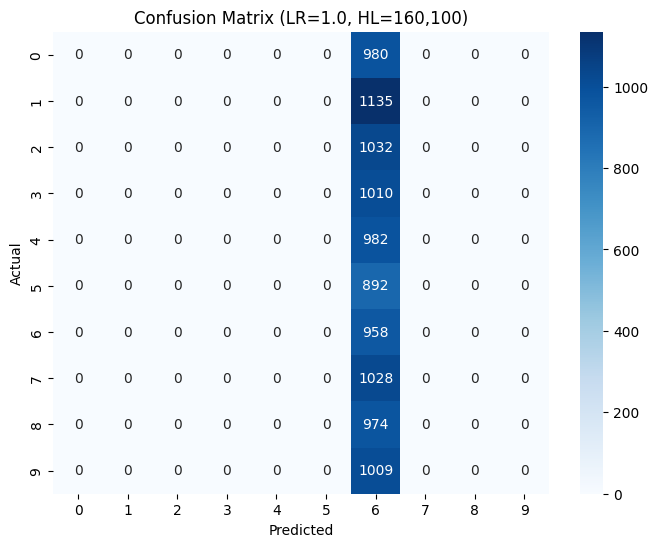 Confusion Matrix (LR=1.0, HL=160,100)
0 0 0 0 0 0 0 980 0 0 0
1 0 0 0 0 0 0 1135 0 0 0
2 0 0 0 0 0 0 1032 0 0 0
3 0 0 0 0 0 0 1010 0 0 0
4 0 0 0 0 0 0 982 0 0 0
5 0 0 0 0 0 0 892 0 0 0
6 0 0 0 0 0 0 958 0 0 0
7 0 0 0 0 0 0 1028 0 0 0
8 0 0 0 0 0 0 974 0 0 0
9 0 0 0 0 0 0 1009 0 0 0
0 1 2 3 4 5 6 7 8 9
Predicted
Actual
1000
800
600
400
200
0